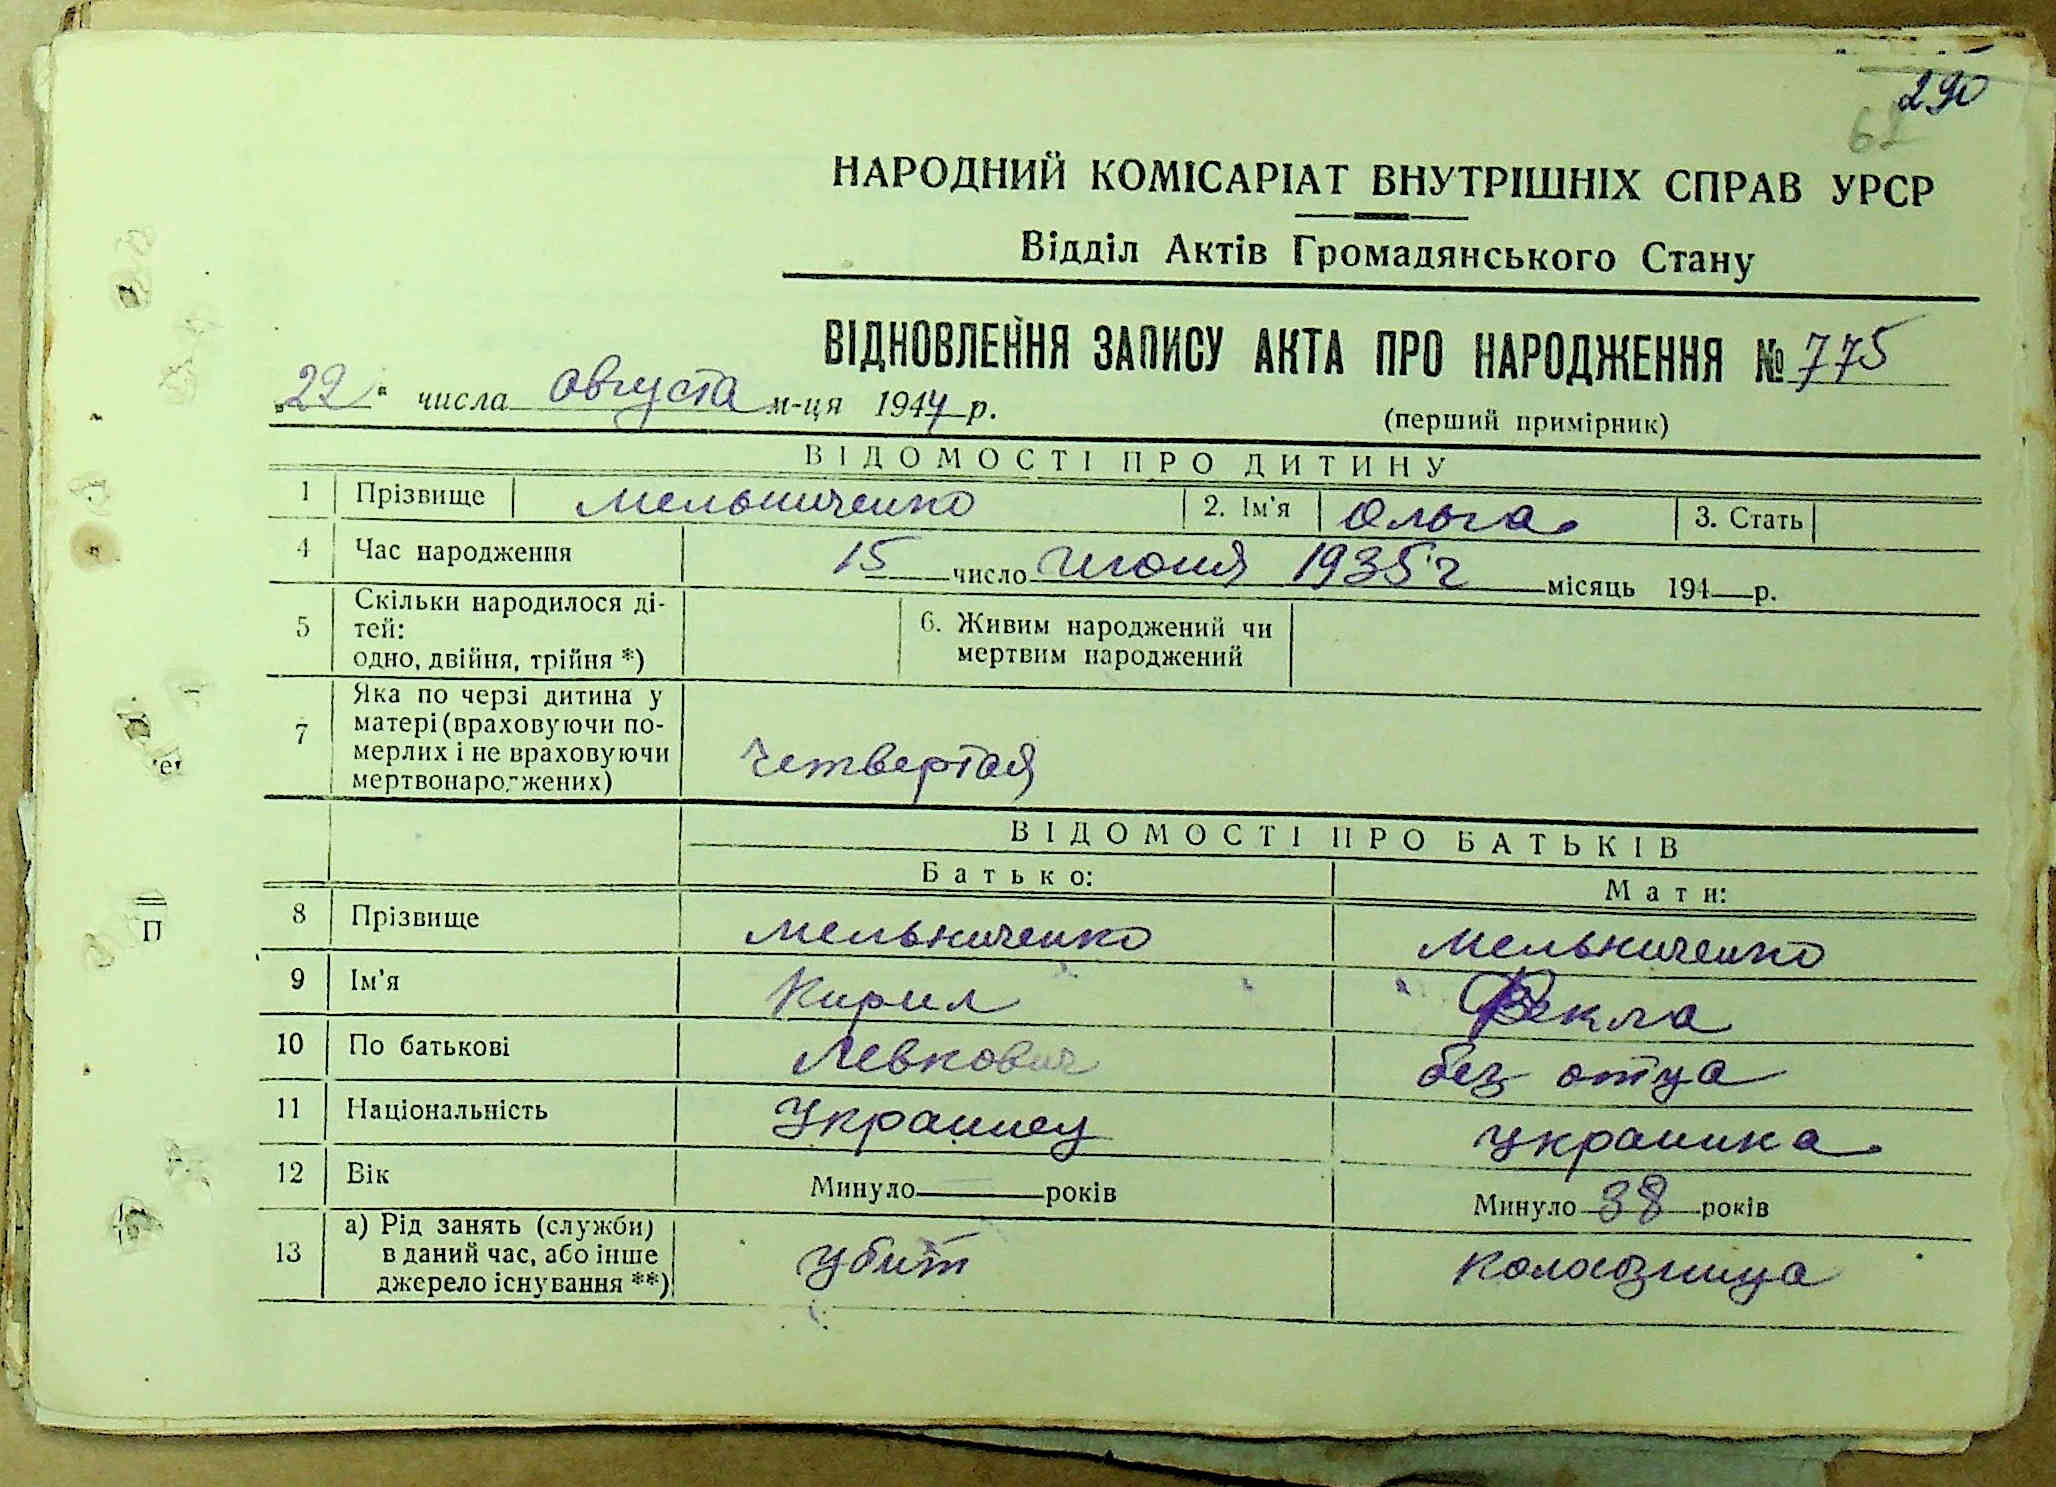 290
62
НАРОДНИЙ КОМІСАРІАТ ВНУТРІШНІХ СПРАВ УРСР
Відділ Актів Громадянського Стану
ВІДНОВЛЕННЯ ЗАПИСУ АКТА ПРО НАРОДЖЕННЯ № 775
„22" числа августа м-ця 1944 р.
(перший примірник)
ВІДОМОСТІ ПРО ДИТИНУ
1 Прізвище Мельниченко 2. Ім'я Ольга 3. Стать
4 Час народження 15 число Июня 1935 г місяць 194 р.
5 Скільки народилося ді-
тей:
одно, двійня, трійня *)
6. Живим народжений чи
мертвим народжений
7 Яка по черзі дитина у
матері (враховуючи по-
мерлих і не враховуючи
мертвонароджених)
Четвертая
ВІДОМОСТІ ПРО БАТЬКІВ
Батько: Мати:
8 Прізвище Мельниченко Мельниченко
9 Ім'я Кирил Фекла
10 По батькові Левкович без отца
11 Національність Украинец украинка
12 Вік Минуло років Минуло 38 років
13 а) Рід занять (служби)
в даний час, або інше
джерело існування **)
убит колхозница
П